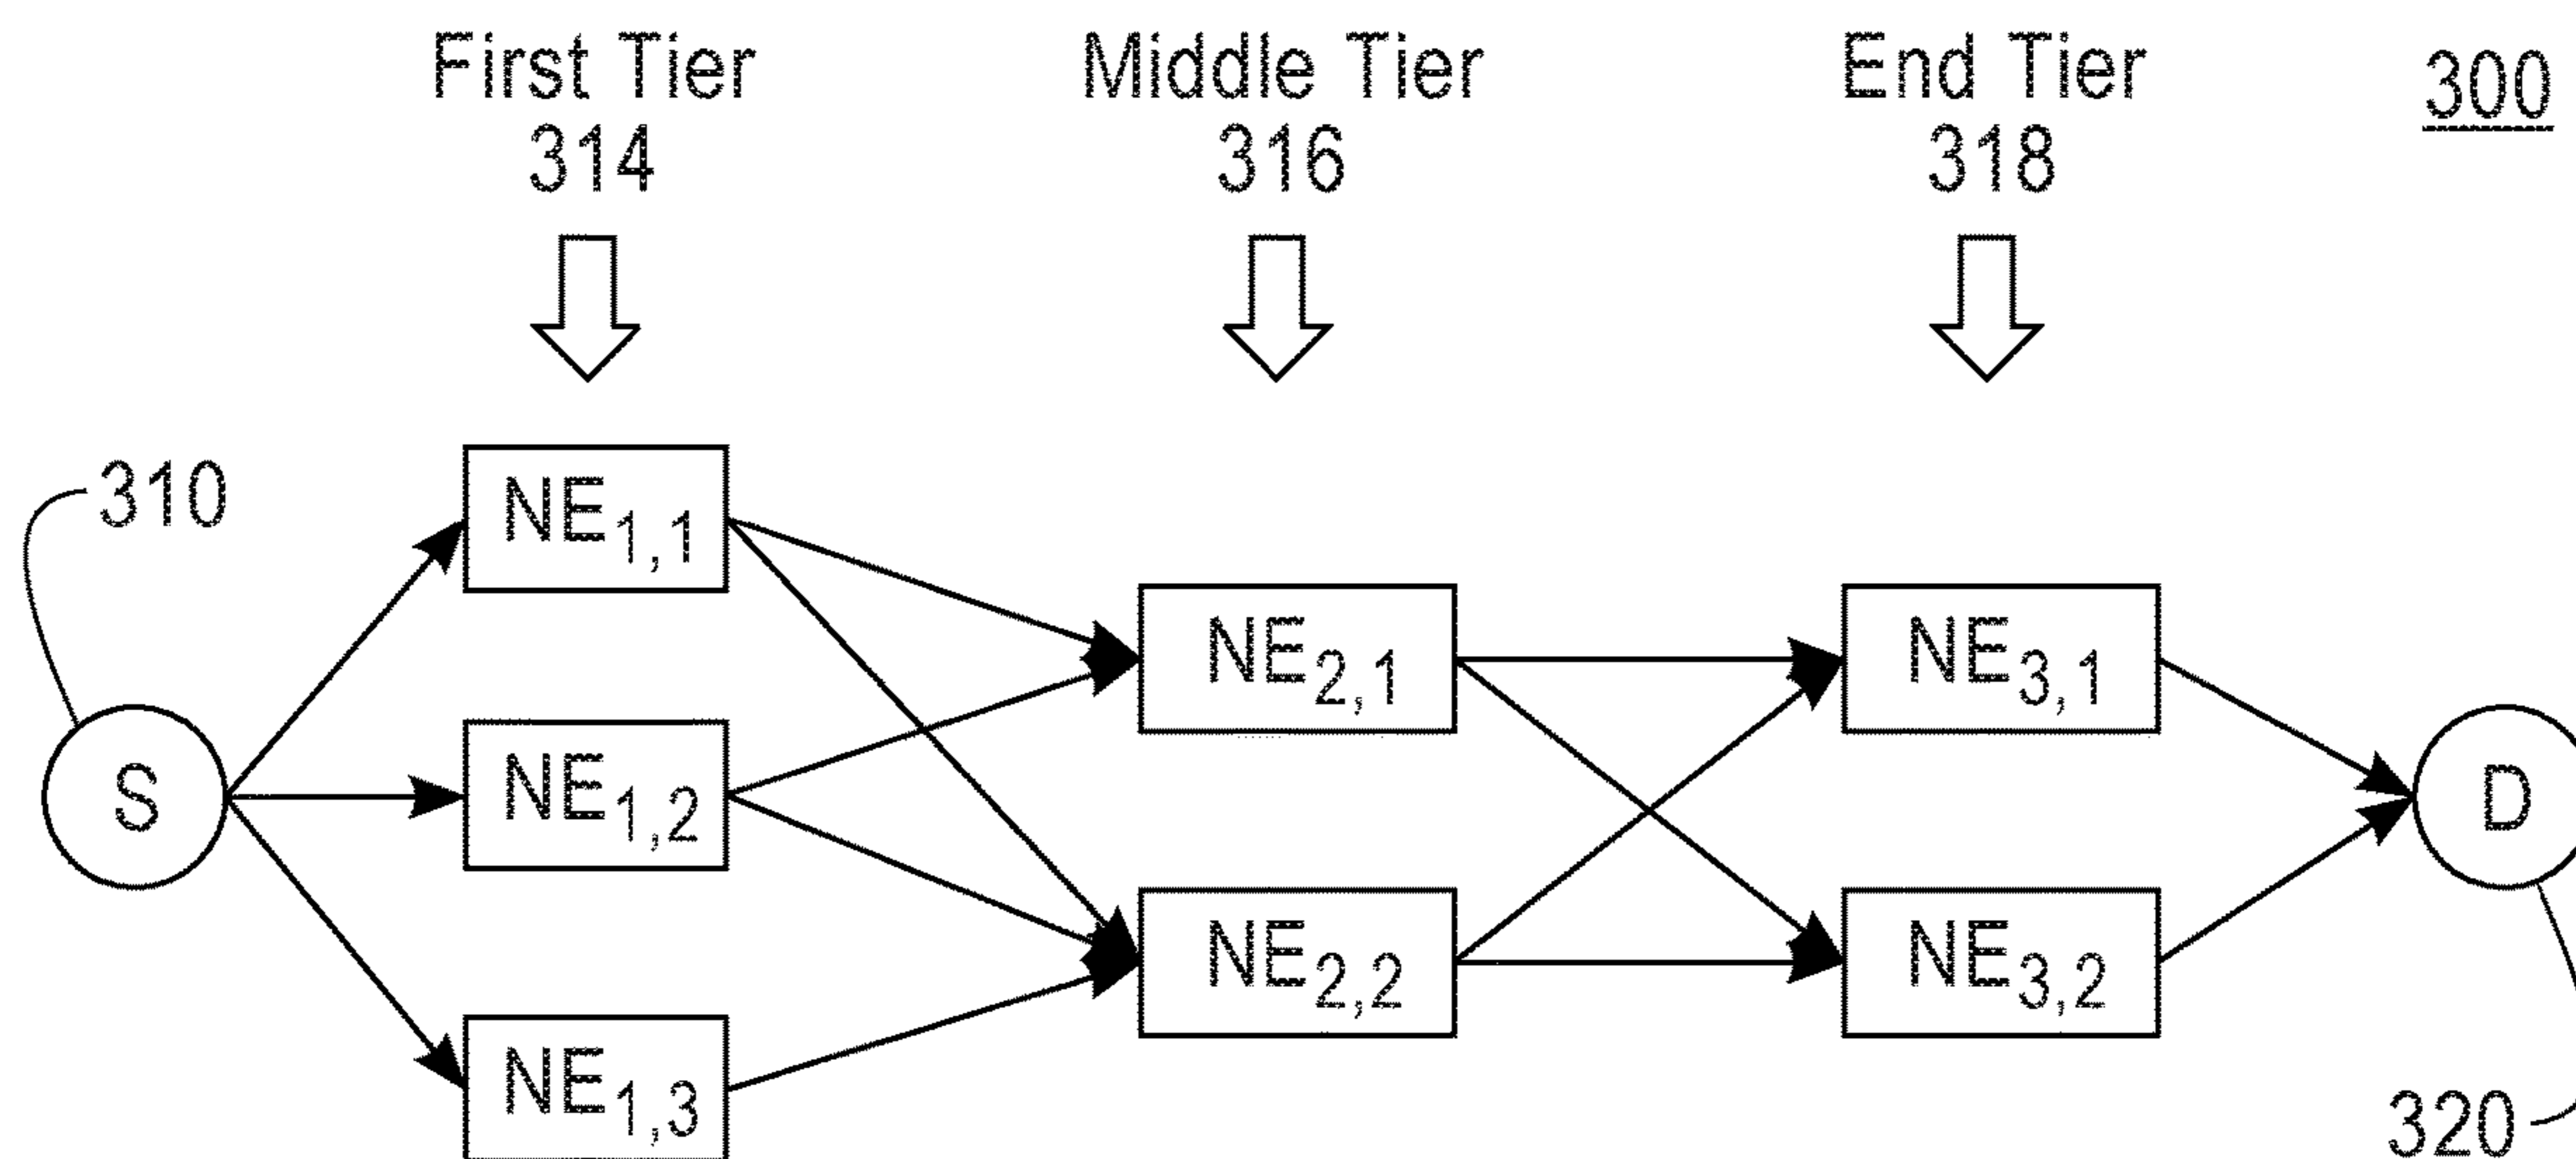 First Tier
314
Middle Tier
316
End Tier
318
300
310
S
NE1,1
NE1,2
NE1,3
NE2,1
NE2,2
NE3,1
NE3,2
D
320